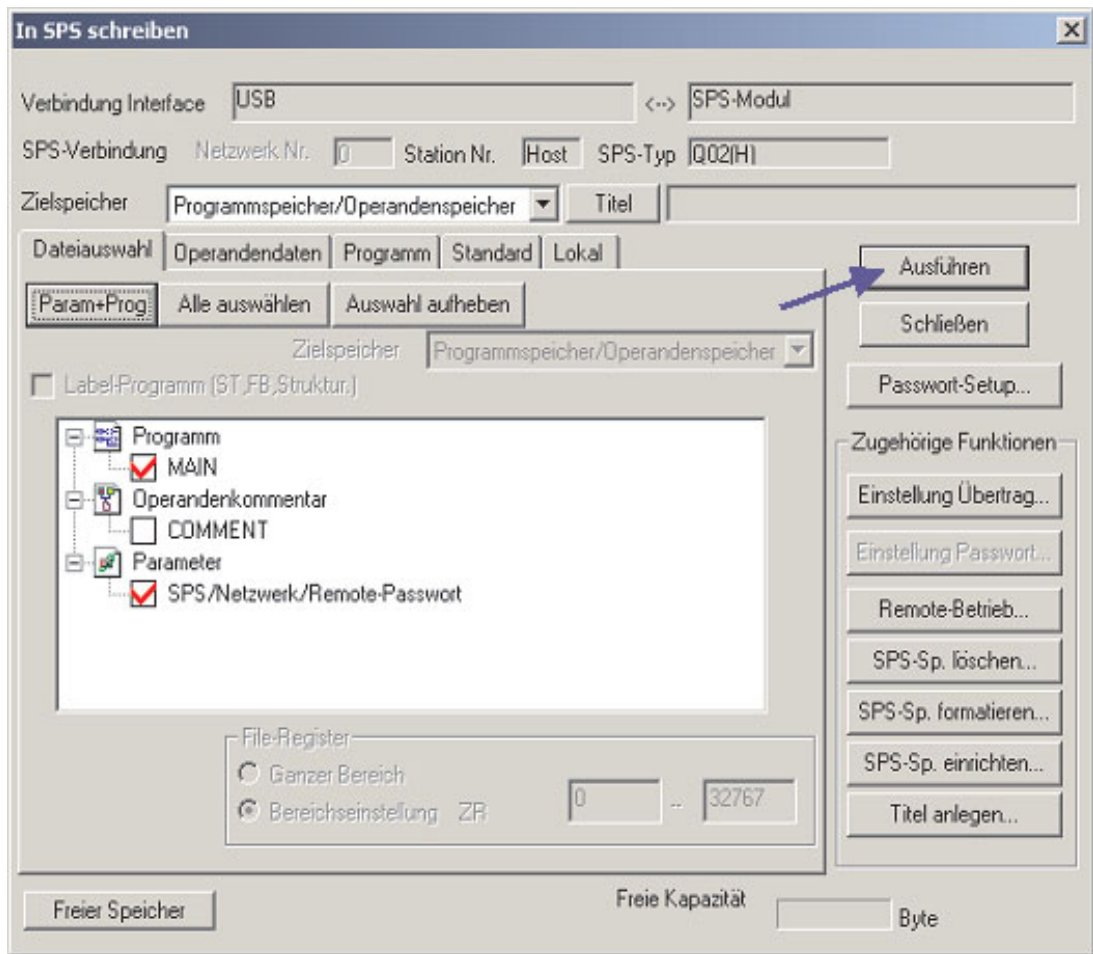 In SPS schreiben
Verbindung Interface USB <--> SPS-Modul
SPS-Verbindung Netzwerk Nr. 0 Station Nr. Host SPS-Typ Q02(H)
Zielspeicher Programmspeicher/Operandenspeicher Titel
Dateiauswahl Operandendaten Programm Standard Lokal
Ausführen
Param+Prog Alle auswählen Auswahl aufheben
Schließen
Zielspeicher Programmspeicher/Operandenspeicher
Label-Programm (ST,FB,Struktur.)
Passwort-Setup...
Programm
MAIN
Operandenkommentar
COMMENT
Parameter
SPS/Netzwerk/Remote-Passwort
Zugehörige Funktionen
Einstellung Übertrag...
Einstellung Passwort...
Remote-Betrieb...
SPS-Sp. löschen...
SPS-Sp. formatieren...
SPS-Sp. einrichten...
Titel anlegen...
File-Register
Ganzer Bereich
Bereichseinstellung ZR 0 .. 32767
Freier Speicher
Freie Kapazität
Byte